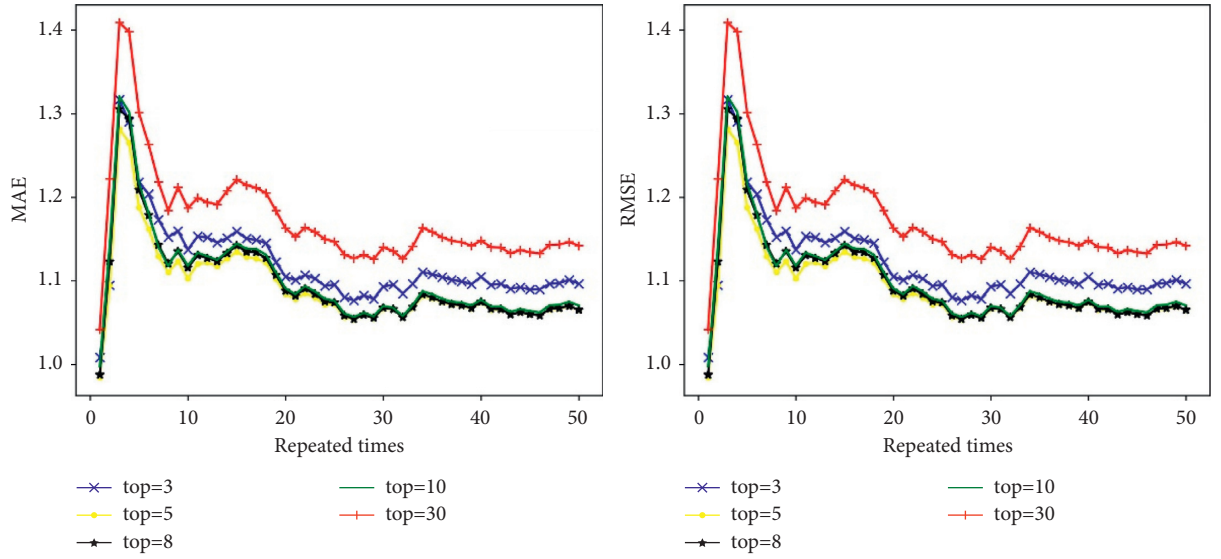 MAE
1.4
1.3
1.2
1.1
1.0
0 10 20 30 40 50
Repeated times
top=3
top=5
top=8
top=10
top=30
RMSE
1.4
1.3
1.2
1.1
1.0
0 10 20 30 40 50
Repeated times
top=3
top=5
top=8
top=10
top=30